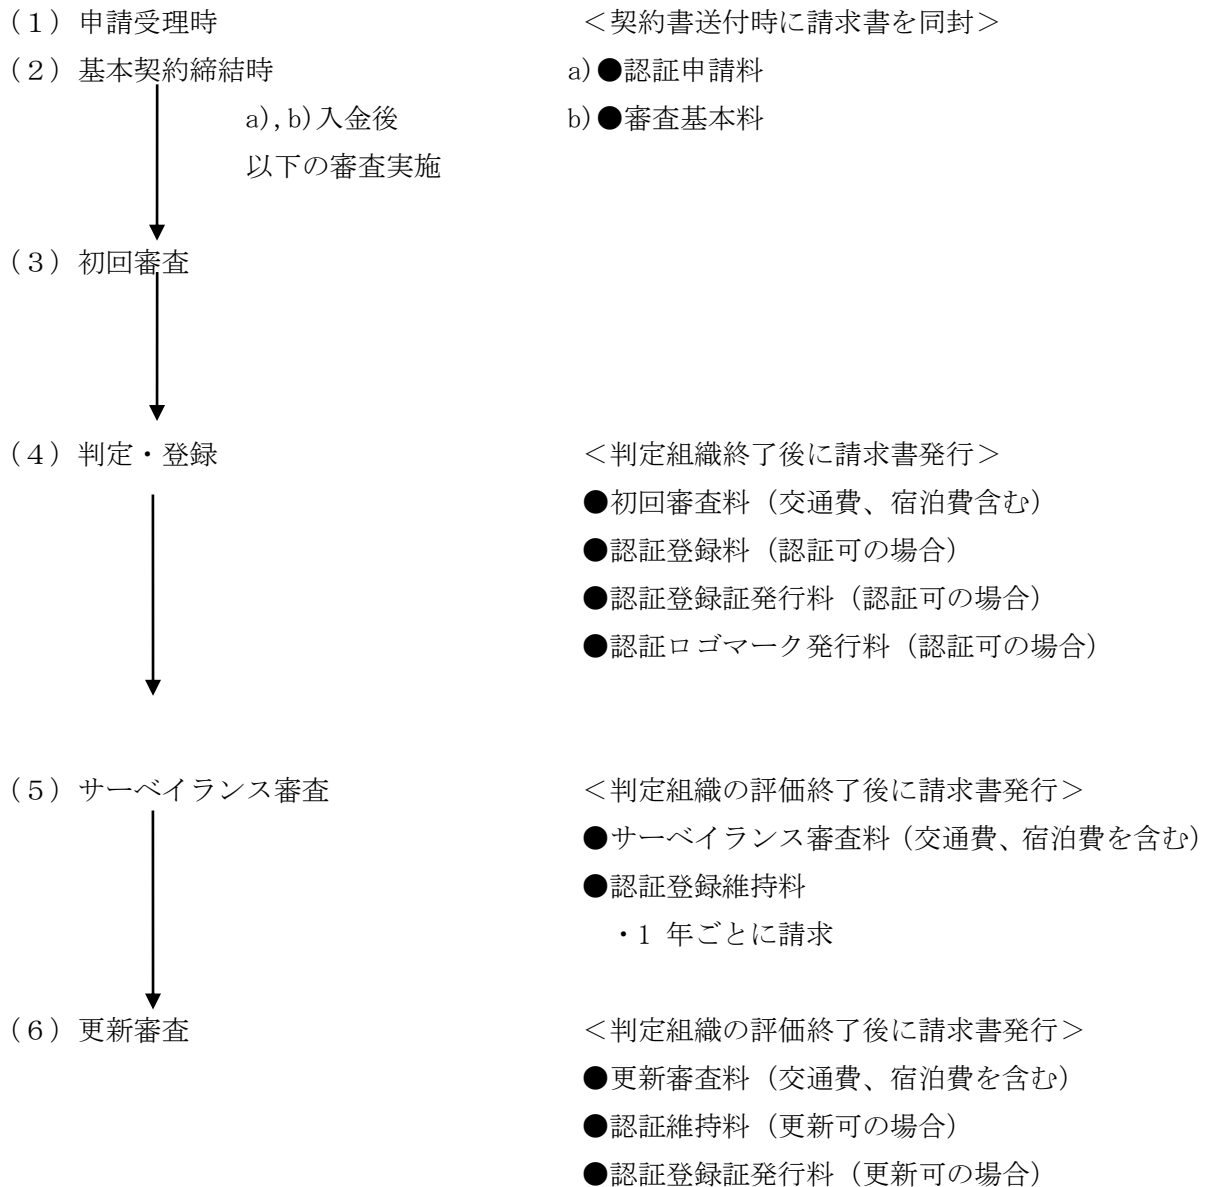 （１）申請受理時　＜契約書送付時に請求書を同封＞
（２）基本契約締結時　a)●認証申請料
a),b)入金後　b)●審査基本料
以下の審査実施
（３）初回審査
（４）判定・登録　＜判定組織終了後に請求書発行＞
●初回審査料（交通費、宿泊費含む）
●認証登録料（認証可の場合）
●認証登録証発行料（認証可の場合）
●認証ロゴマーク発行料（認証可の場合）
（５）サーベイランス審査　＜判定組織の評価終了後に請求書発行＞
●サーベイランス審査料（交通費、宿泊費を含む）
●認証登録維持料
・1 年ごとに請求
（６）更新審査　＜判定組織の評価終了後に請求書発行＞
●更新審査料（交通費、宿泊費を含む）
●認証維持料（更新可の場合）
●認証登録証発行料（更新可の場合）